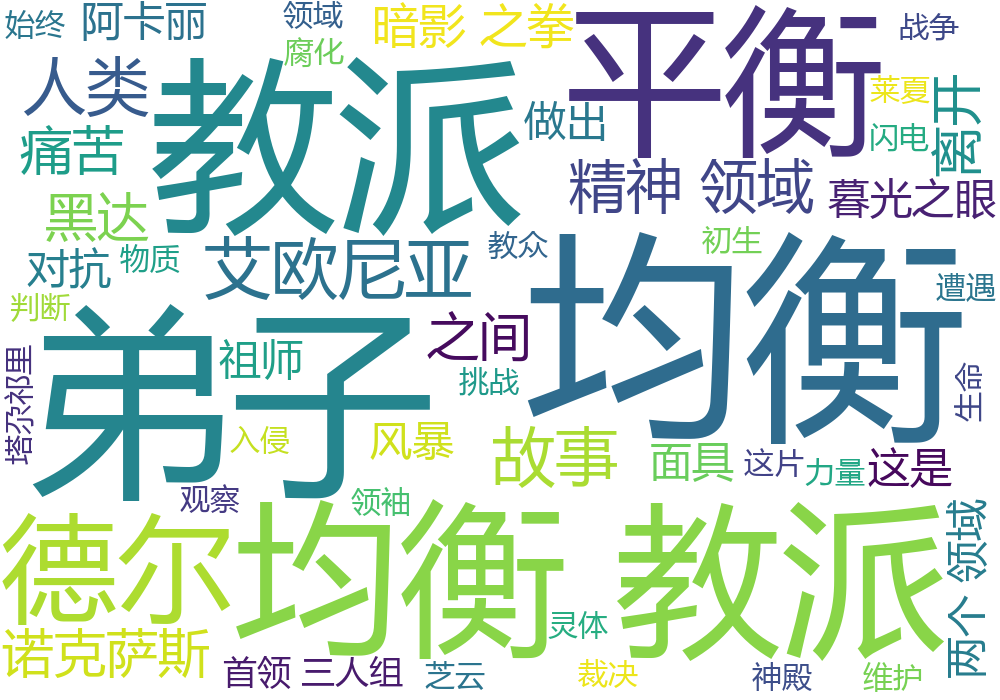 始终
阿卡丽
领域
暗影 之拳
平衡
战争
腐化
人类
教派
莱夏
离开
做出
痛苦
闪电
精神 领域
暮光之眼
黑达
艾欧尼亚
教众
初生
均衡
对抗
物质
遭遇
判断
弟子
之间
祖师
塔尕祁里
挑战
生命
入侵
风暴
故事
面具
这片
力量
这是
观察
领袖
德尔
均衡 教派
两个 领域
灵体
诺克萨斯
首领 三人组
芝云
裁决
神殿
维护